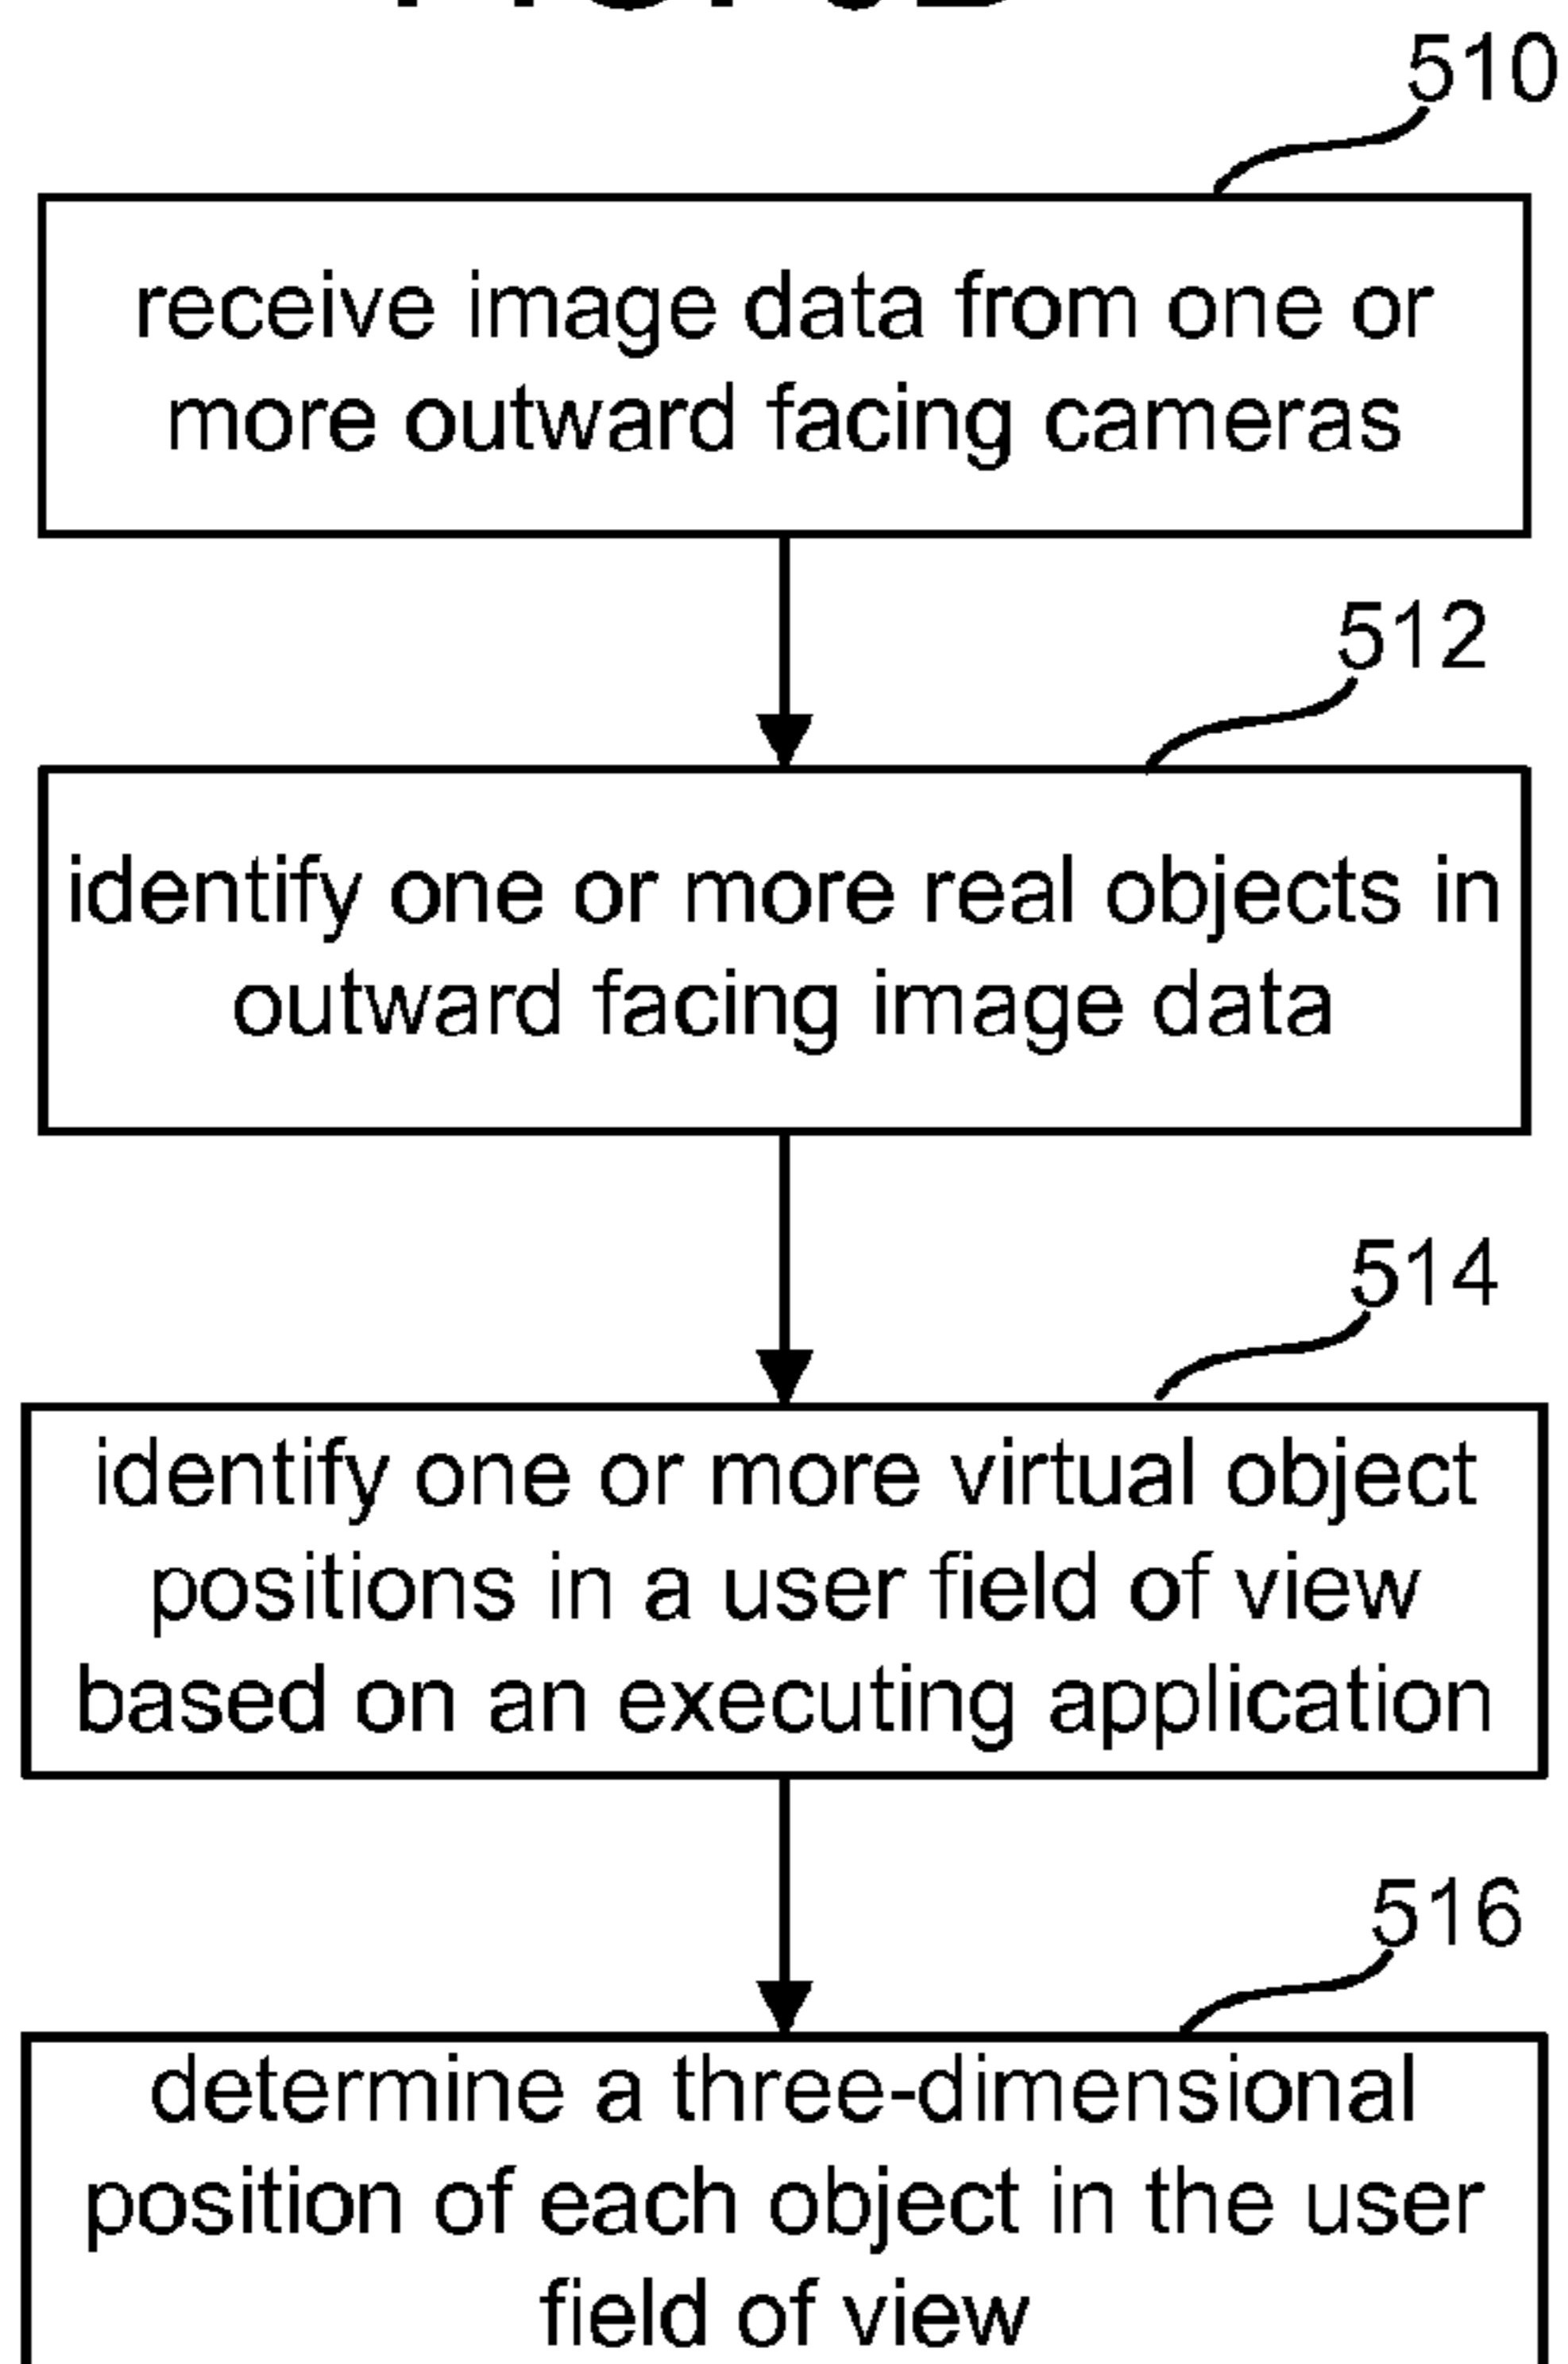 510
receive image data from one or
more outward facing cameras
512
identify one or more real objects in
outward facing image data
514
identify one or more virtual object
positions in a user field of view
based on an executing application
516
determine a three-dimensional
position of each object in the user
field of view